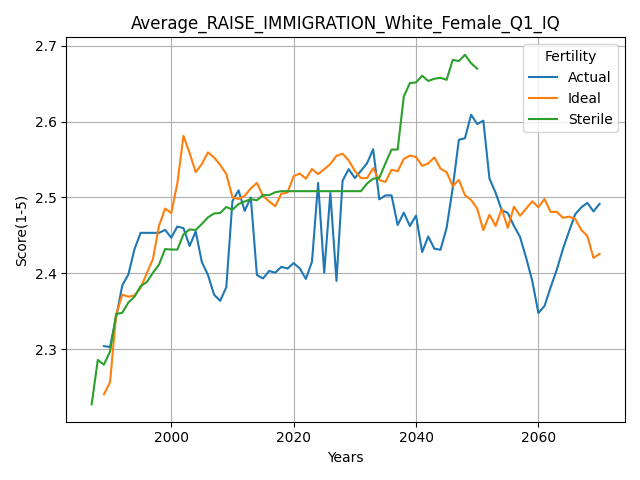 Average_RAISE_IMMIGRATION_White_Female_Q1_IQ
Fertility
Actual
Ideal
Sterile
Score(1-5)
2.7
2.6
2.5
2.4
2.3
2000
2020
2040
2060
Years